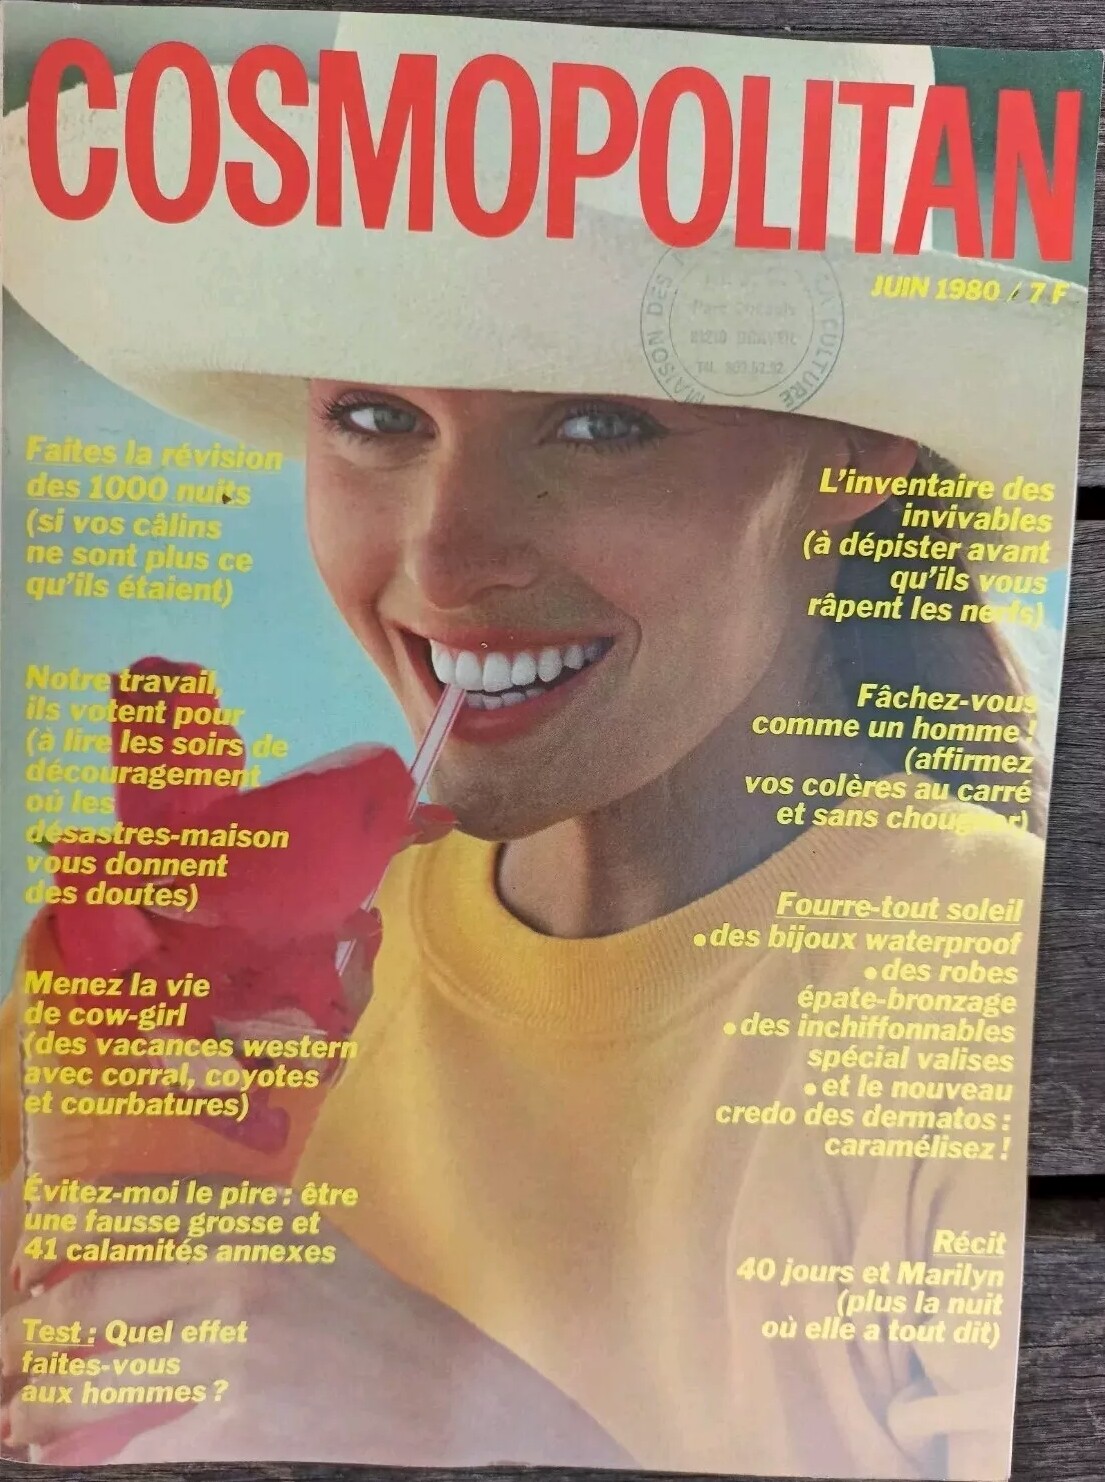 COSMOPOLITAN
JUIN 1980 / 7 F
MAISON DES
LA CULTURE
Faites la révision
des 1000 nuits
(si vos câlins
ne sont plus ce
qu'ils étaient)
Notre travail,
ils votent pour
(à lire les soirs de
découragement
où les
désastres-maison
vous donnent
des doutes)
Menez la vie
de cow-girl
(des vacances western
avec corral, coyotes
et courbatures)
Évitez-moi le pire : être
une fausse grosse et
41 calamités annexes
Test : Quel effet
faites-vous
aux hommes ?
L'inventaire des
invivables
(à dépister avant
qu'ils vous
râpent les nerfs)
Fâchez-vous
comme un homme !
(affirmez
vos colères au carré
et sans chougner)
Fourre-tout soleil
•des bijoux waterproof
•des robes
épate-bronzage
•des inchiffonnables
spécial valises
•et le nouveau
credo des dermatos :
caramélisez !
Récit
40 jours et Marilyn
(plus la nuit
où elle a tout dit)